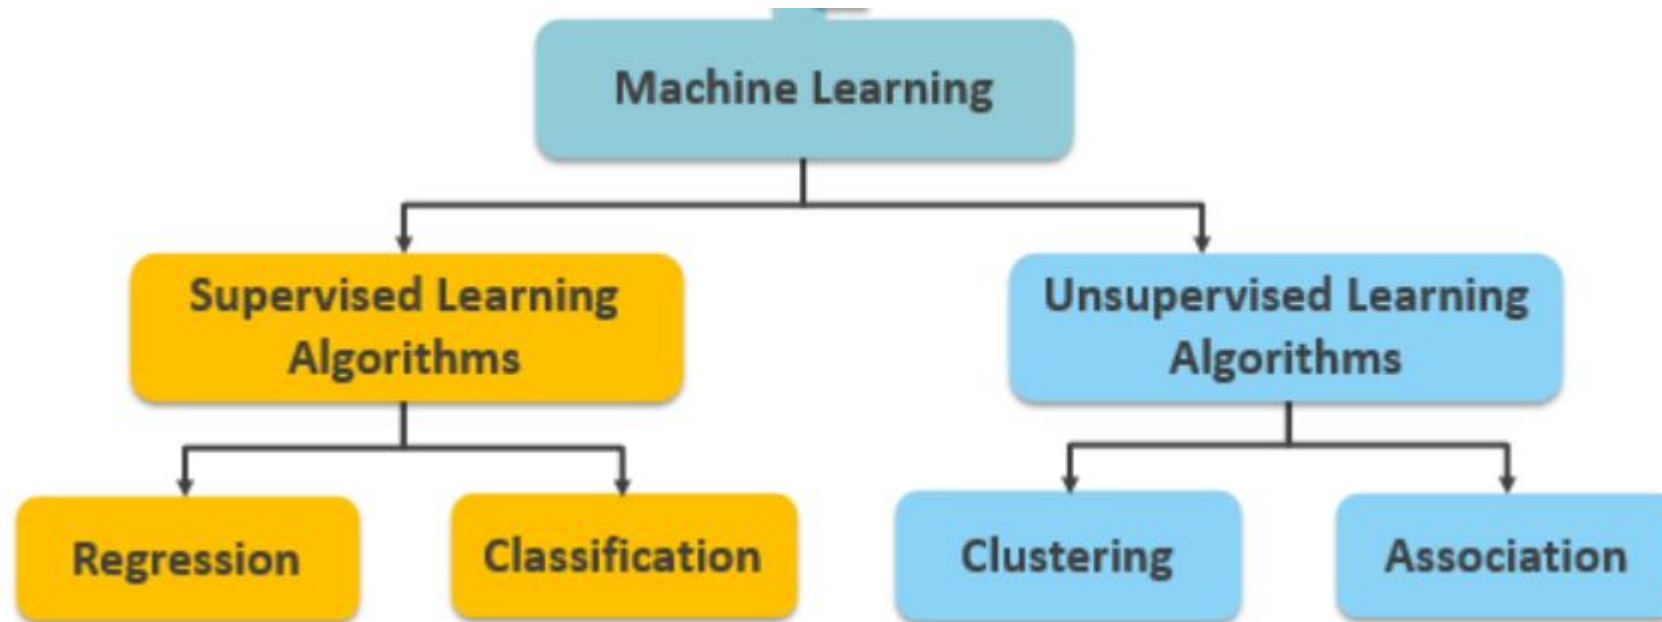 Machine Learning
Supervised Learning
Algorithms
Unsupervised Learning
Algorithms
Regression
Classification
Clustering
Association